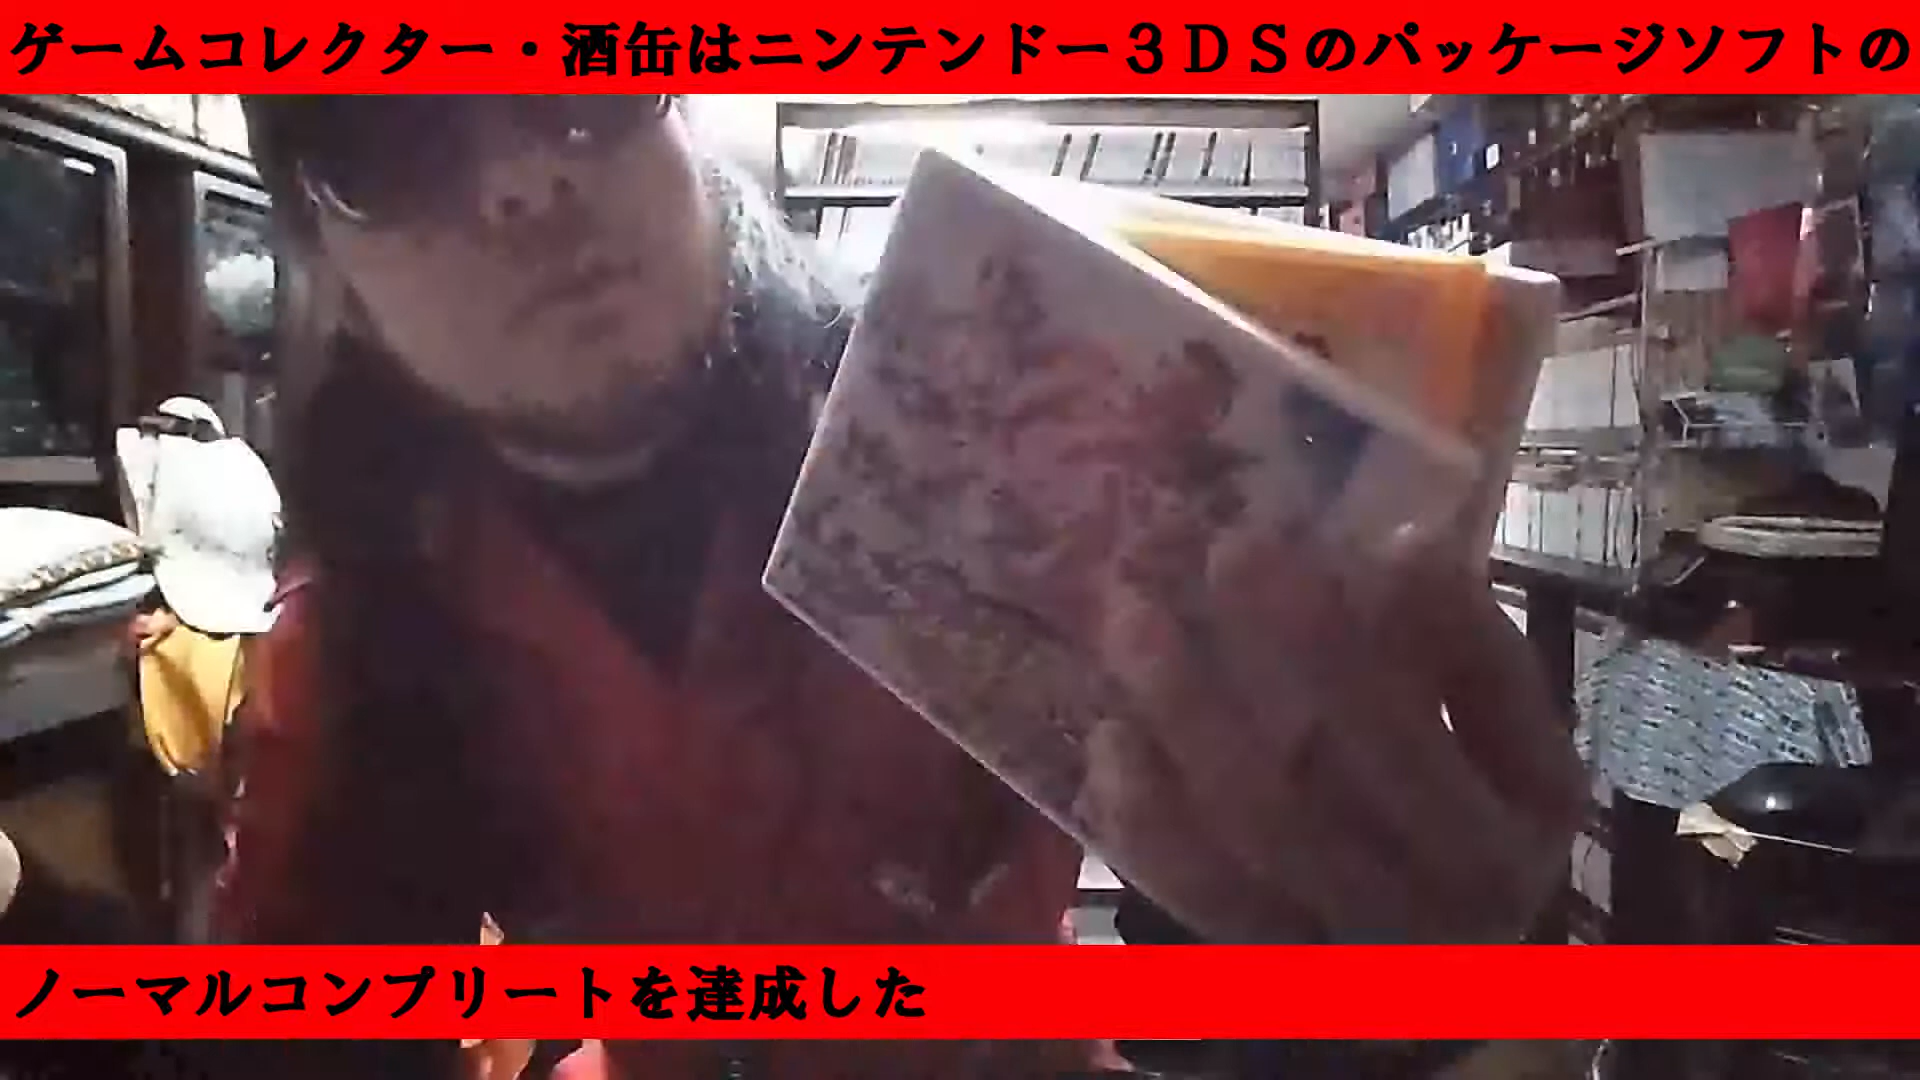 ゲームコレクター・酒缶はニンテンドー３ＤＳのパッケージソフトの
ノーマルコンプリートを達成した